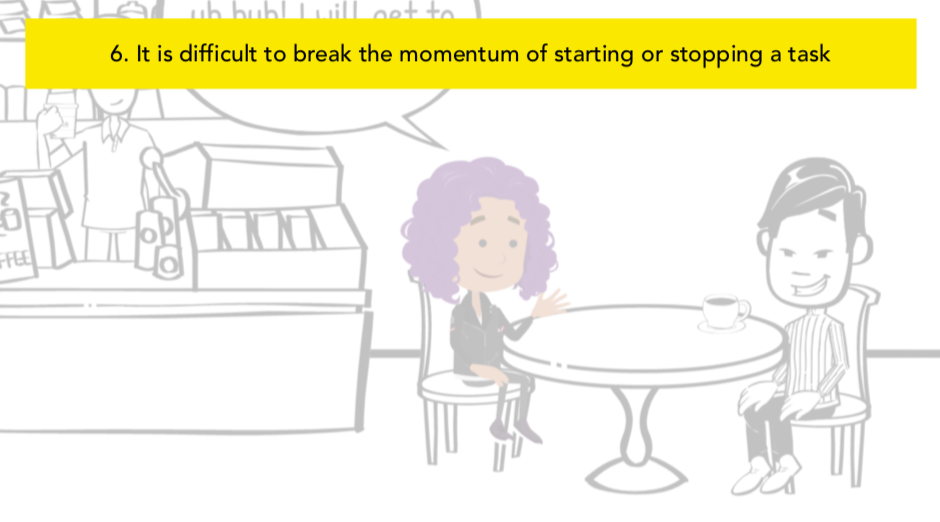 uh huh! I will get to
6. It is difficult to break the momentum of starting or stopping a task
FFEE